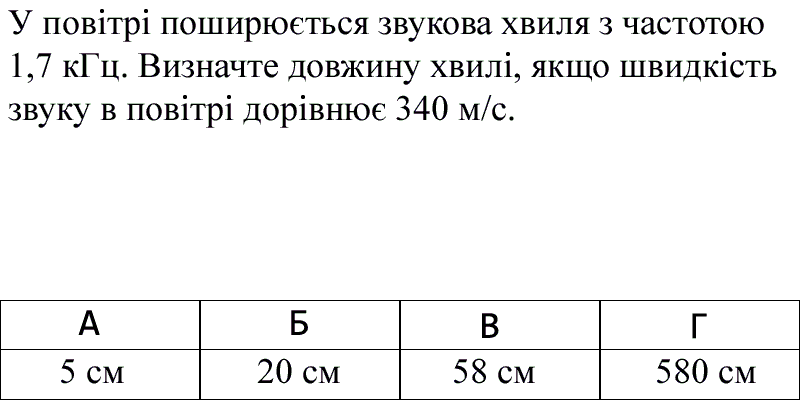 У повітрі поширюється звукова хвиля з частотою
1,7 кГц. Визначте довжину хвилі, якщо швидкість
звуку в повітрі дорівнює 340 м/с.
А Б В Г
5 см 20 см 58 см 580 см